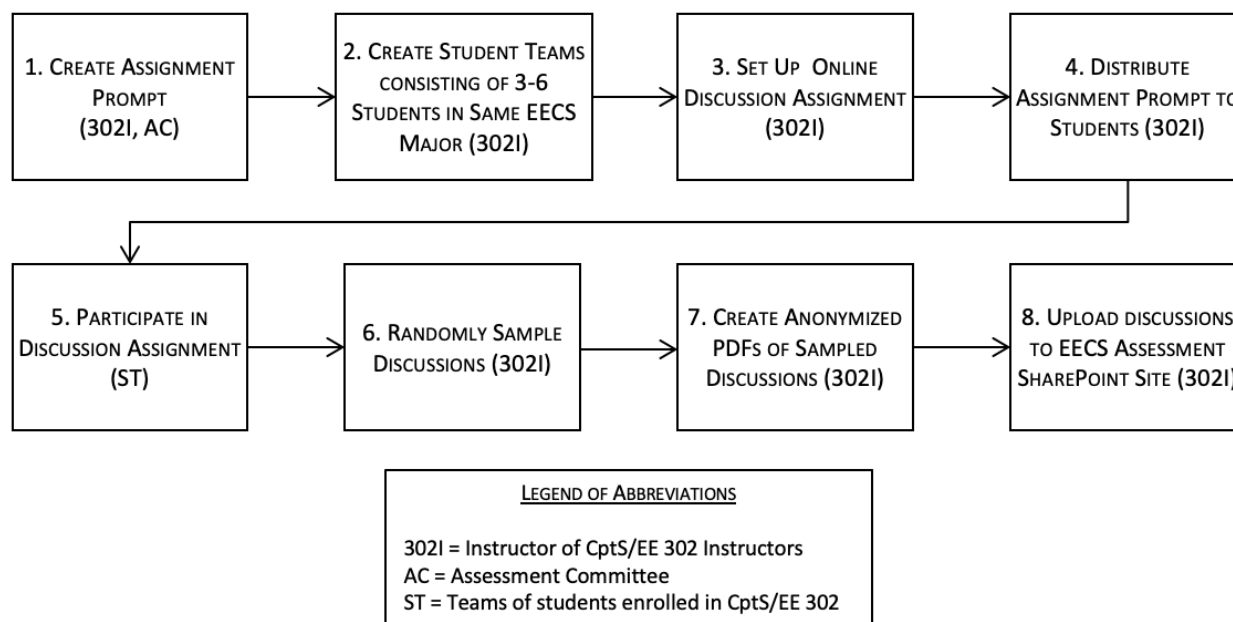 1. Create Assignment
Prompt
(302I, AC)
2. Create Student Teams
consisting of 3-6
Students in Same EECS
Major (302I)
3. Set Up Online
Discussion Assignment
(302I)
4. Distribute
Assignment Prompt to
Students (302I)
5. Participate in
Discussion Assignment
(ST)
6. Randomly Sample
Discussions (302I)
7. Create Anonymized
PDFs of Sampled
Discussions (302I)
8. Upload discussions
to EECS Assessment
SharePoint Site (302I)
Legend of Abbreviations
302I = Instructor of CptS/EE 302 Instructors
AC = Assessment Committee
ST = Teams of students enrolled in CptS/EE 302